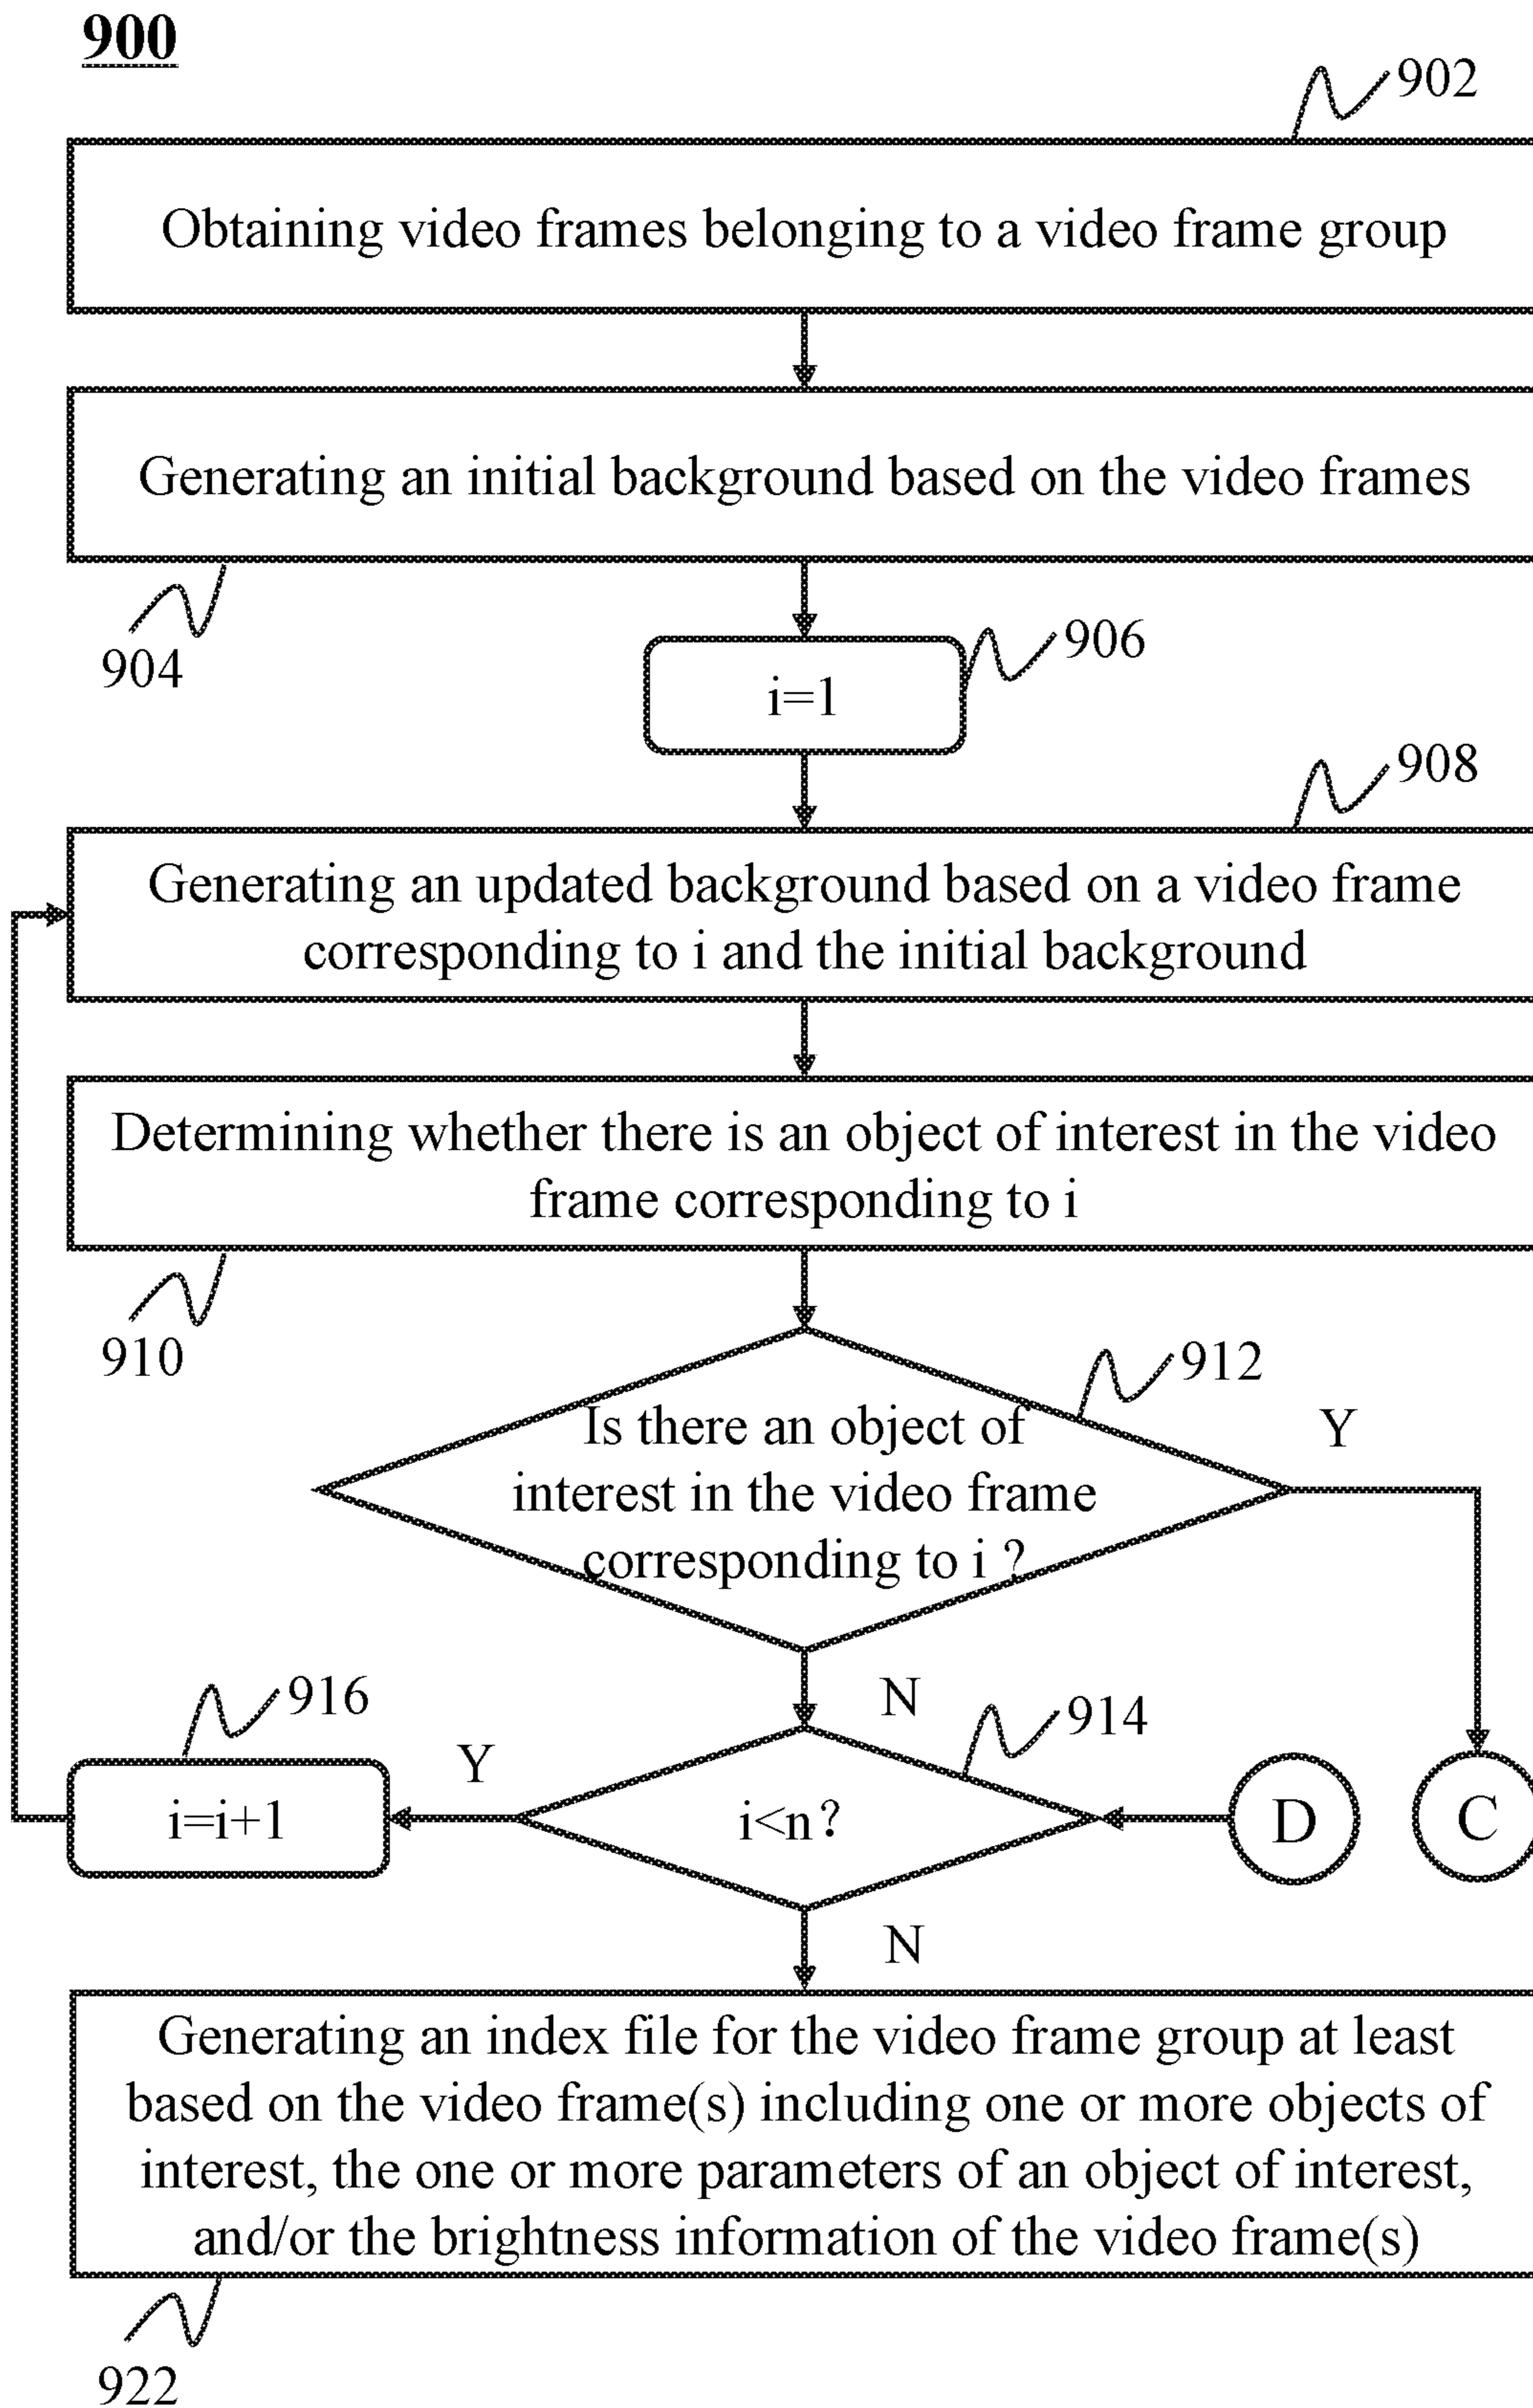 900
902
Obtaining video frames belonging to a video frame group
Generating an initial background based on the video frames
904
906
i=1
908
Generating an updated background based on a video frame
corresponding to i and the initial background
Determining whether there is an object of interest in the video
frame corresponding to i
910
912
Is there an object of
interest in the video frame
corresponding to i ?
Y
N
916
914
Y
i=i+1
i<n?
D
C
N
Generating an index file for the video frame group at least
based on the video frame(s) including one or more objects of
interest, the one or more parameters of an object of interest,
and/or the brightness information of the video frame(s)
922